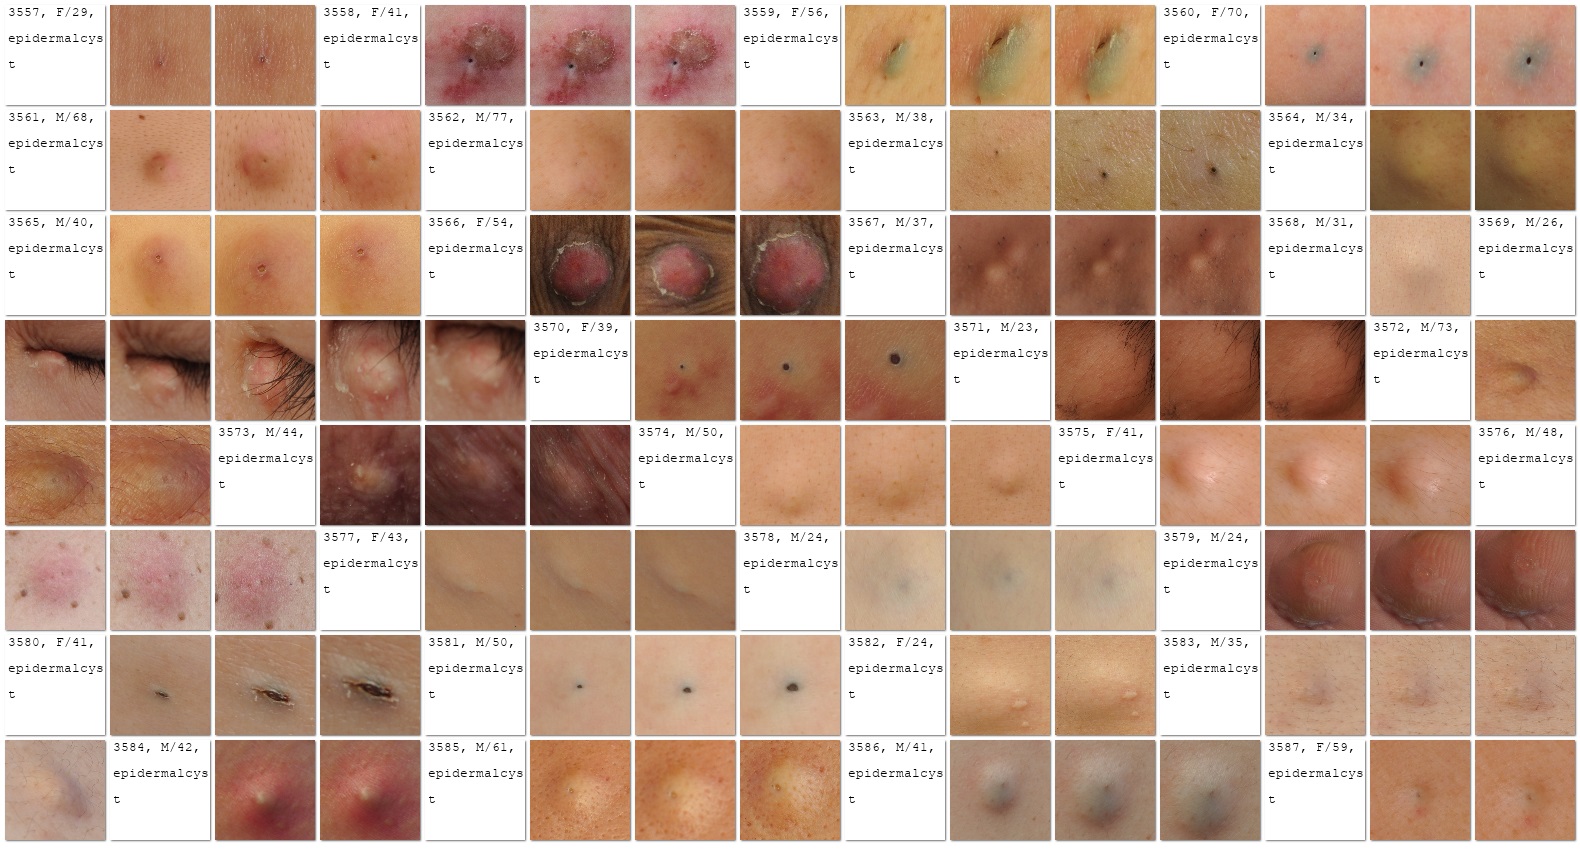 3557, F/29,
epidermalcys
t
3558, F/41,
epidermalcys
t
3559, F/56,
epidermalcys
t
3560, F/70,
epidermalcys
t
3561, M/68,
epidermalcys
t
3562, M/77,
epidermalcys
t
3563, M/38,
epidermalcys
t
3564, M/34,
epidermalcys
t
3565, M/40,
epidermalcys
t
3566, F/54,
epidermalcys
t
3567, M/37,
epidermalcys
t
3568, M/31,
epidermalcys
t
3569, M/26,
epidermalcys
t
3570, F/39,
epidermalcys
t
3571, M/23,
epidermalcys
t
3572, M/73,
epidermalcys
t
3573, M/44,
epidermalcys
t
3574, M/50,
epidermalcys
t
3575, F/41,
epidermalcys
t
3576, M/48,
epidermalcys
t
3577, F/43,
epidermalcys
t
3578, M/24,
epidermalcys
t
3579, M/24,
epidermalcys
t
3580, F/41,
epidermalcys
t
3581, M/50,
epidermalcys
t
3582, F/24,
epidermalcys
t
3583, M/35,
epidermalcys
t
3584, M/42,
epidermalcys
t
3585, M/61,
epidermalcys
t
3586, M/41,
epidermalcys
t
3587, F/59,
epidermalcys
t